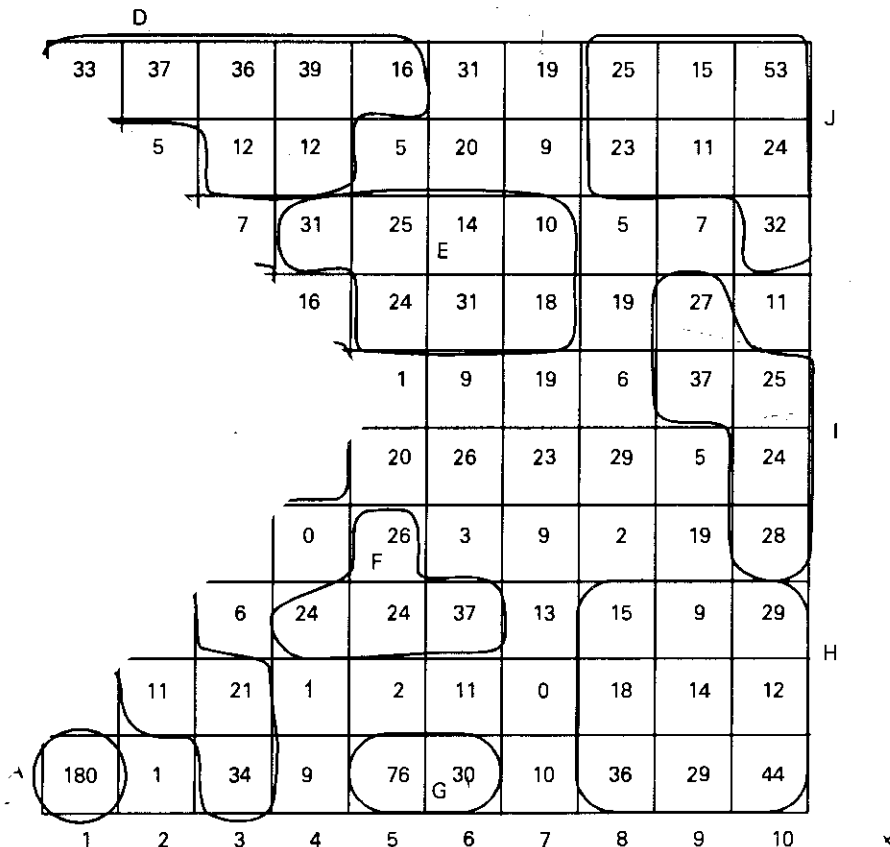 D
33 37 36 39 16 31 19 25 15 53
J
5 12 12 5 20 9 23 11 24
7 31 25 14 10 5 7 32
E
16 24 31 18 19 27 11
1 9 19 6 37 25
I
20 26 23 29 5 24
0 26 3 9 2 19 28
F
6 24 24 37 13 15 9 29
H
11 21 1 2 11 0 18 14 12
A
180 1 34 9 76 G 30 10 36 29 44
1 2 3 4 5 6 7 8 9 10